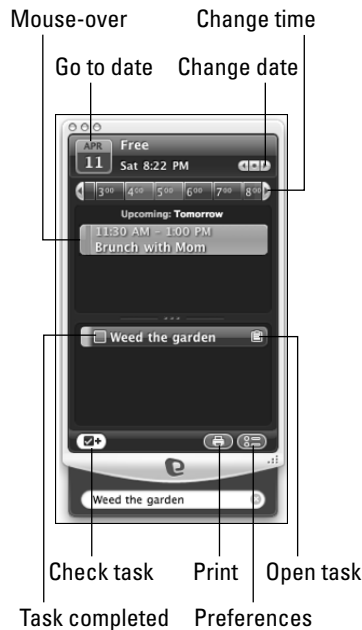 Mouse-over Change time
Go to date Change date
APR
11
Free
Sat 8:22 PM
3:00 4:00 5:00 6:00 7:00 8:00
Upcoming: Tomorrow
11:30 AM - 1:00 PM
Brunch with Mom
Weed the garden
Weed the garden
Check task Print Open task
Task completed Preferences